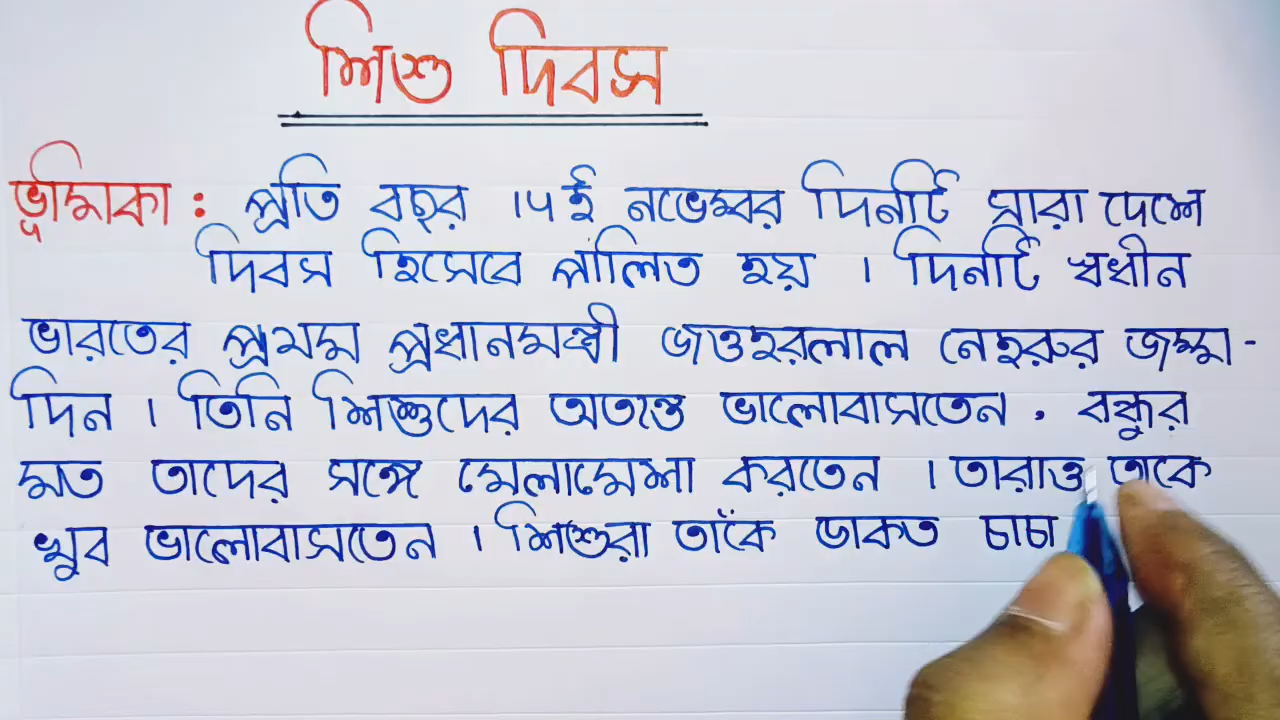 শিশু দিবস
ভূমিকা : প্রতি বছর ১৪ই নভেম্বর দিনটি সারা দেশে
দিবস হিসেবে পালিত হয় । দিনটি স্বধীন
ভারতের প্রথম প্রধানমন্ত্রী জওহরলাল নেহরুর জন্ম-
দিন । তিনি শিশুদের অত্যন্ত ভালোবাসতেন . বন্ধুর
মত তাদের সঙ্গে মেলামেশা করতেন । তারাও তাকে
খুব ভালোবাসতেন । শিশুরা তাঁকে ডাকত চাচা